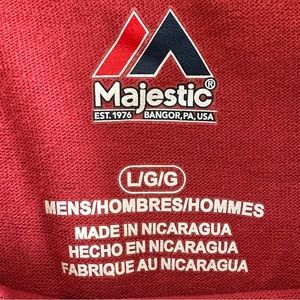 Majestic®
EST. 1976 BANGOR, PA, USA
L/G/G
MENS/HOMBRES/HOMMES
MADE IN NICARAGUA
HECHO EN NICARAGUA
FABRIQUE AU NICARAGUA